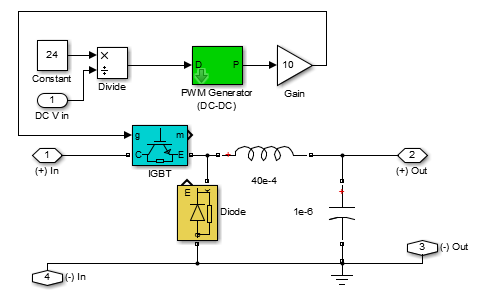 24
Constant
×
÷
Divide
1
DC V in
D P
PWM Generator
(DC-DC)
10
Gain
g m
C E
IGBT
1
(+) In
+
40e-4
2
(+) Out
E
Diode
+
1e-6
3 (-) Out
4 (-) In